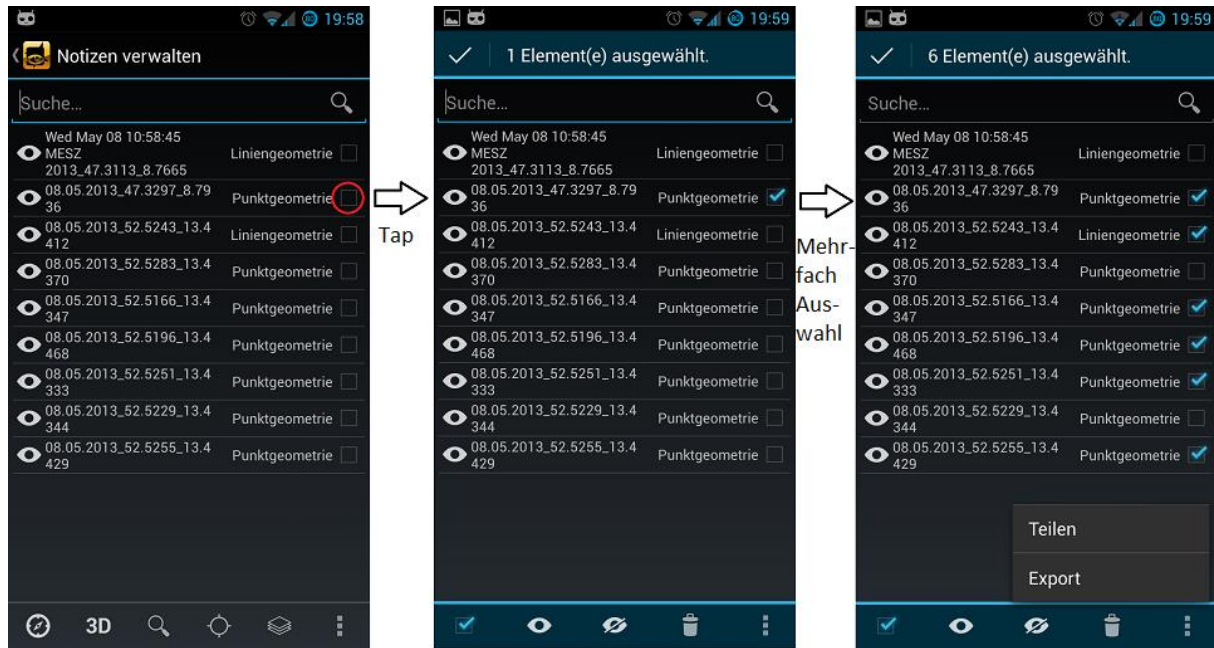 19:58
Notizen verwalten
Suche...
Wed May 08 10:58:45
MESZ
2013_47.3113_8.7665
Liniengeometrie
08.05.2013_47.3297_8.79
36
Punktgeometrie
08.05.2013_52.5243_13.4
412
Liniengeometrie
08.05.2013_52.5283_13.4
370
Punktgeometrie
08.05.2013_52.5166_13.4
347
Punktgeometrie
08.05.2013_52.5196_13.4
468
Punktgeometrie
08.05.2013_52.5251_13.4
333
Punktgeometrie
08.05.2013_52.5229_13.4
344
Punktgeometrie
08.05.2013_52.5255_13.4
429
Punktgeometrie
3D
Tap
19:59
1 Element(e) ausgewählt.
Suche...
Wed May 08 10:58:45
MESZ
2013_47.3113_8.7665
Liniengeometrie
08.05.2013_47.3297_8.79
36
Punktgeometrie
08.05.2013_52.5243_13.4
412
Liniengeometrie
08.05.2013_52.5283_13.4
370
Punktgeometrie
08.05.2013_52.5166_13.4
347
Punktgeometrie
08.05.2013_52.5196_13.4
468
Punktgeometrie
08.05.2013_52.5251_13.4
333
Punktgeometrie
08.05.2013_52.5229_13.4
344
Punktgeometrie
08.05.2013_52.5255_13.4
429
Punktgeometrie
Mehr-
fach
Aus-
wahl
19:59
6 Element(e) ausgewählt.
Suche...
Wed May 08 10:58:45
MESZ
2013_47.3113_8.7665
Liniengeometrie
08.05.2013_47.3297_8.79
36
Punktgeometrie
08.05.2013_52.5243_13.4
412
Liniengeometrie
08.05.2013_52.5283_13.4
370
Punktgeometrie
08.05.2013_52.5166_13.4
347
Punktgeometrie
08.05.2013_52.5196_13.4
468
Punktgeometrie
08.05.2013_52.5251_13.4
333
Punktgeometrie
08.05.2013_52.5229_13.4
344
Punktgeometrie
08.05.2013_52.5255_13.4
429
Punktgeometrie
Teilen
Export